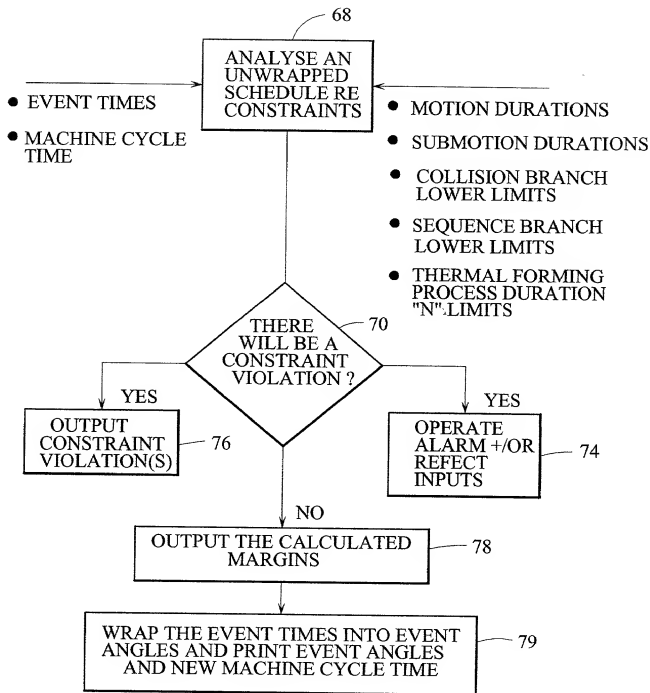 68
ANALYSE AN
UNWRAPPED
SCHEDULE RE
CONSTRAINTS
• EVENT TIMES
• MACHINE CYCLE
TIME
• MOTION DURATIONS
• SUBMOTION DURATIONS
• COLLISION BRANCH
LOWER LIMITS
• SEQUENCE BRANCH
LOWER LIMITS
• THERMAL FORMING
PROCESS DURATION
"N" LIMITS
70
THERE
WILL BE A
CONSTRAINT
VIOLATION ?
YES
OUTPUT
CONSTRAINT
VIOLATION(S)
76
YES
OPERATE
ALARM +/OR
REFECT
INPUTS
74
NO
OUTPUT THE CALCULATED
MARGINS
78
WRAP THE EVENT TIMES INTO EVENT
ANGLES AND PRINT EVENT ANGLES
AND NEW MACHINE CYCLE TIME
79